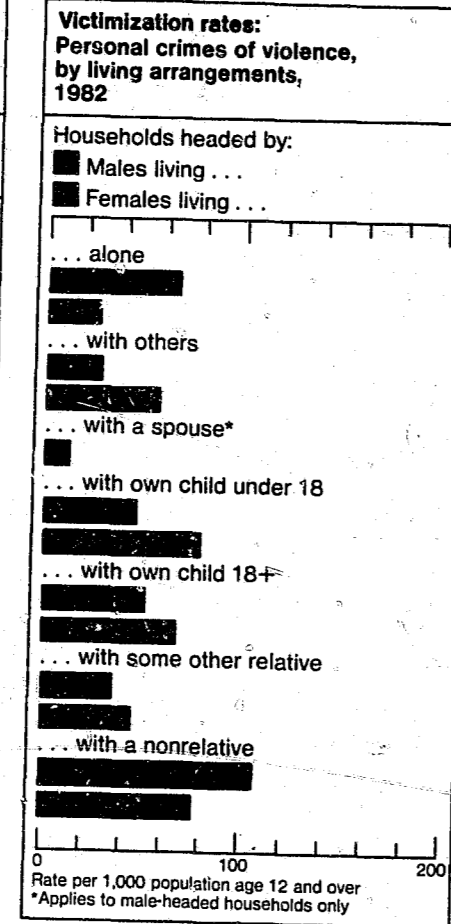 Victimization rates:
Personal crimes of violence,
by living arrangements,
1982
Households headed by:
Males living . . .
Females living . . .
. . . alone
. . . with others
. . . with a spouse*
. . . with own child under 18
. . . with own child 18+
. . . with some other relative
. . . with a nonrelative
0 100 200
Rate per 1,000 population age 12 and over
*Applies to male-headed households only